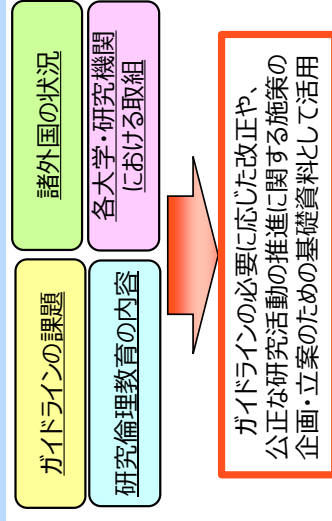 ガイドラインの課題
諸外国の状況
研究倫理教育の内容
各大学・研究機関
における取組
ガイドラインの必要に応じた改正や、
公正な研究活動の推進に関する施策の
企画・立案のための基礎資料として活用